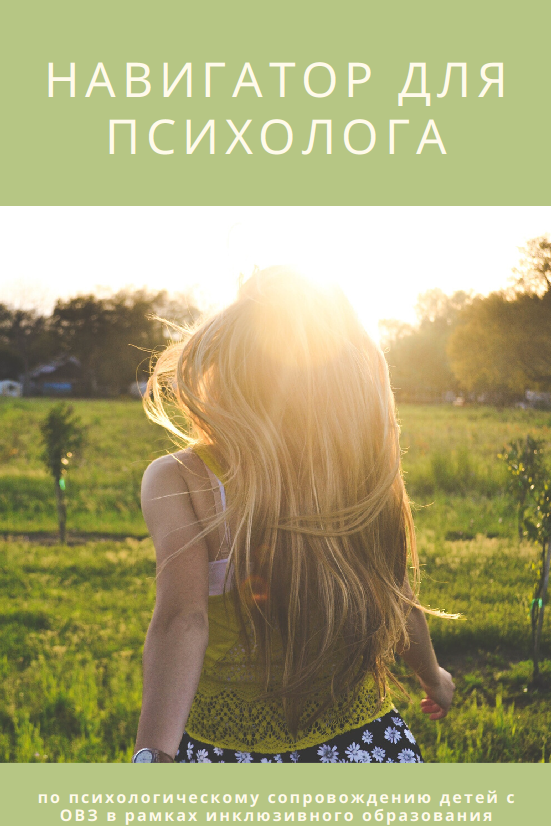 НАВИГАТОР ДЛЯ
ПСИХОЛОГА
по психологическому сопровождению детей с
ОВЗ в рамках инклюзивного образования